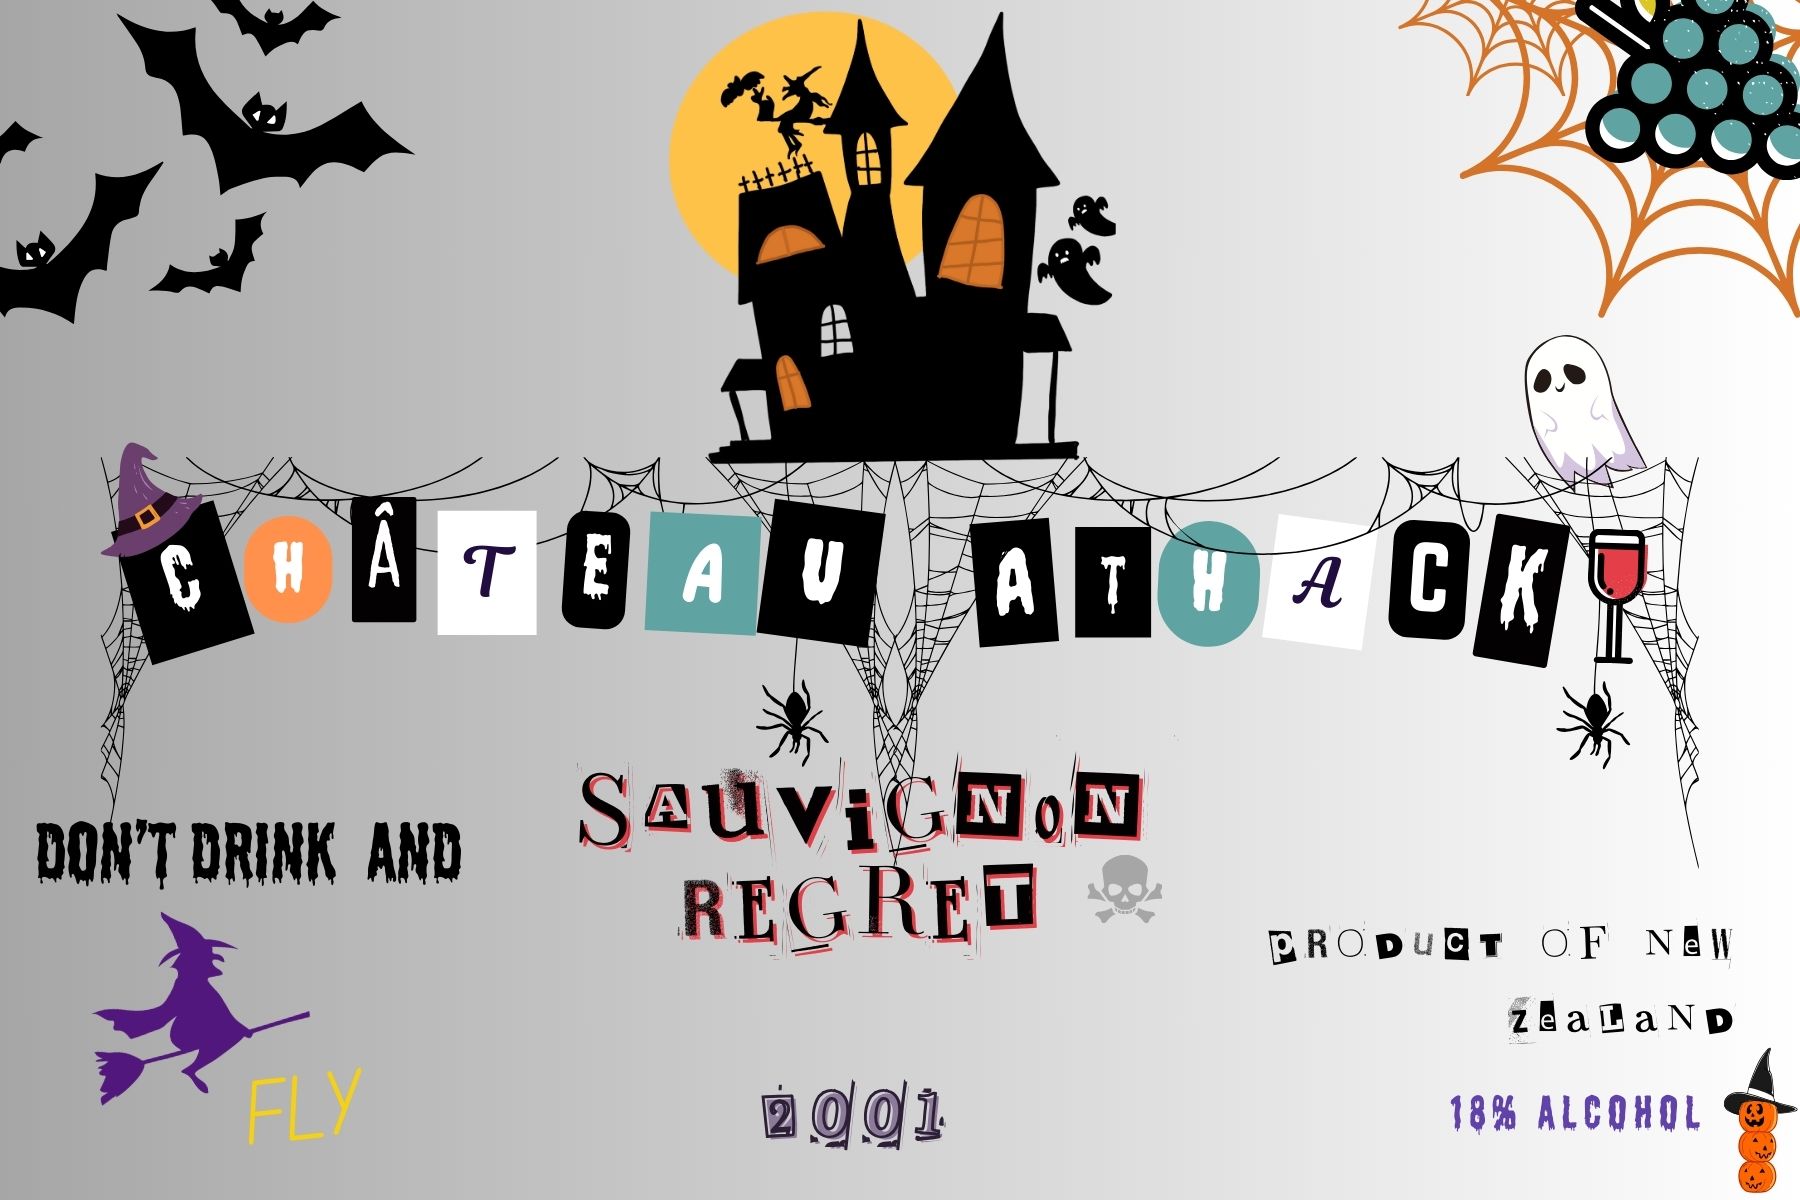 CHÂTEAU ATHACK
SAUViGNON
REGRET
DON'T DRINK AND
FLY
PRODUCT OF NeW
ZeaLaND
2001
18% ALCOHOL